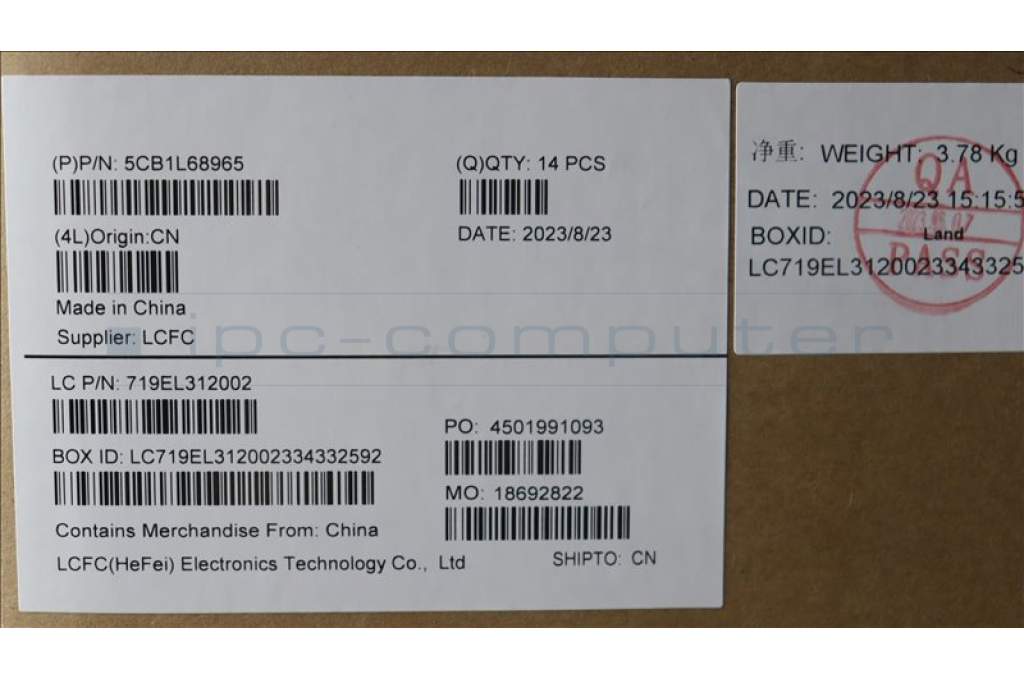 (P)P/N: 5CB1L68965
(Q)QTY: 14 PCS
(4L)Origin:CN
DATE: 2023/8/23
Made in China
Supplier: LCFC
LC P/N: 719EL312002
PO: 4501991093
BOX ID: LC719EL312002334332592
MO: 18692822
Contains Merchandise From: China
LCFC(HeFei) Electronics Technology Co., Ltd
SHIPTO: CN
净重: WEIGHT: 3.78 Kg
DATE: 2023/8/23 15:15:5
BOXID: Land
LC719EL3120023343325
QA
PASS
ipc-computer